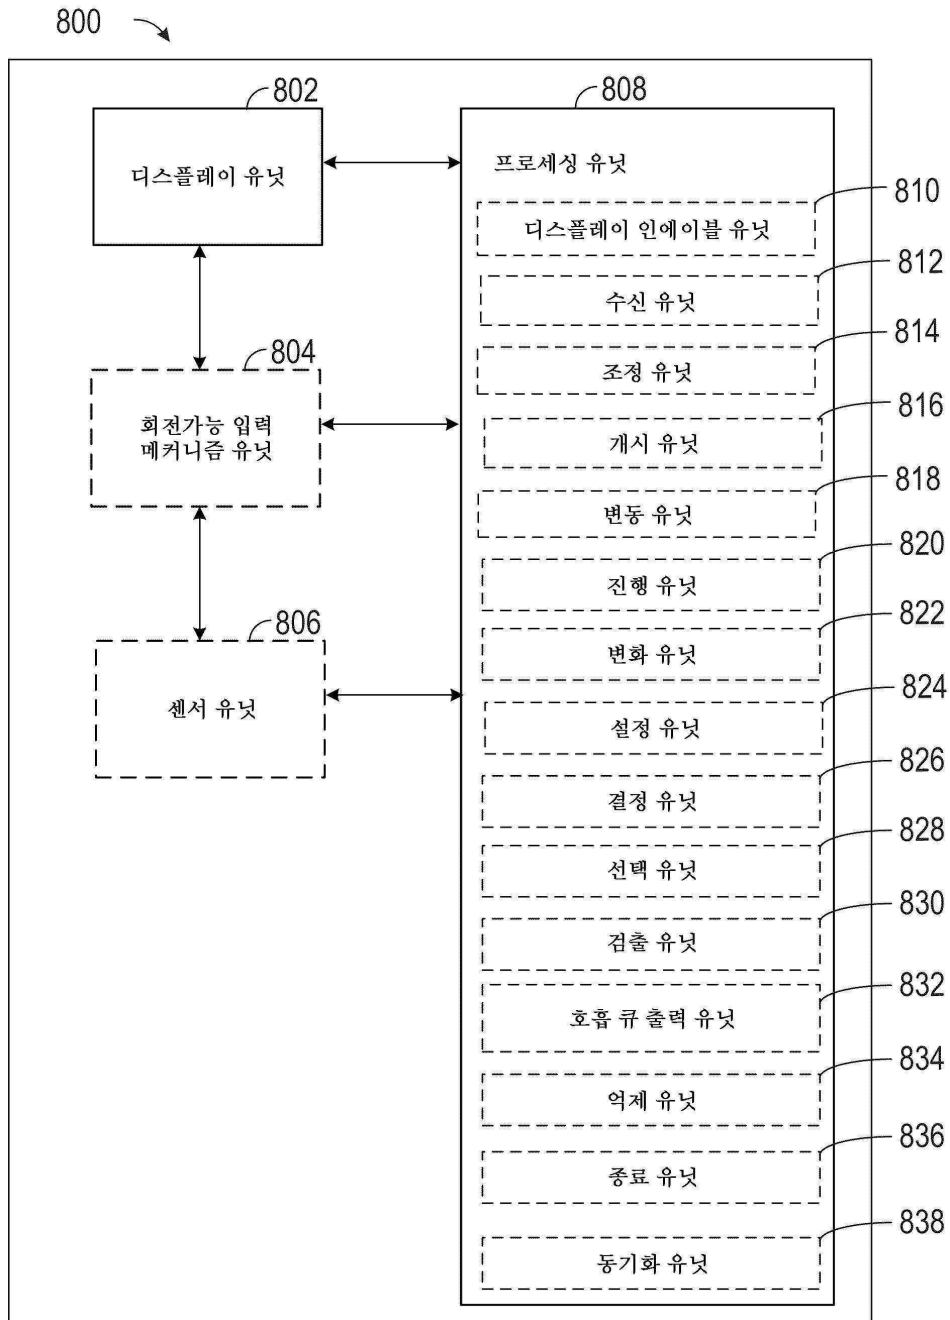 800
802
디스플레이 유닛
804
회전가능 입력
메커니즘 유닛
806
센서 유닛
808
프로세싱 유닛
810
디스플레이 인에이블 유닛
812
수신 유닛
814
조정 유닛
816
개시 유닛
818
변동 유닛
820
진행 유닛
822
변화 유닛
824
설정 유닛
826
결정 유닛
828
선택 유닛
830
검출 유닛
832
호흡 큐 출력 유닛
834
억제 유닛
836
종료 유닛
838
동기화 유닛